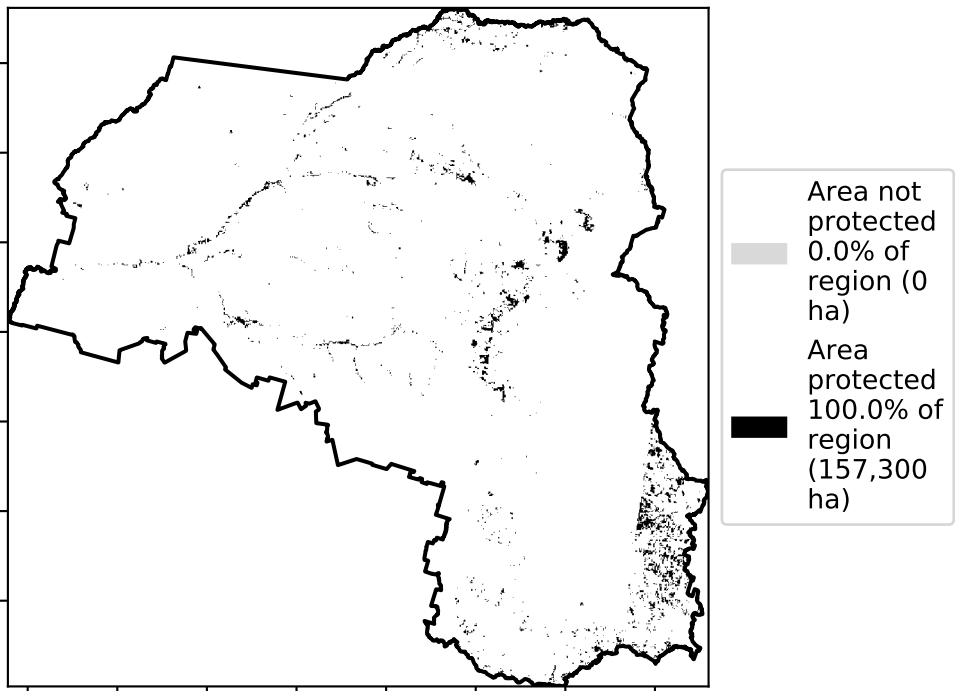 Area not
protected
0.0% of
region (0
ha)
Area
protected
100.0% of
region
(157,300
ha)